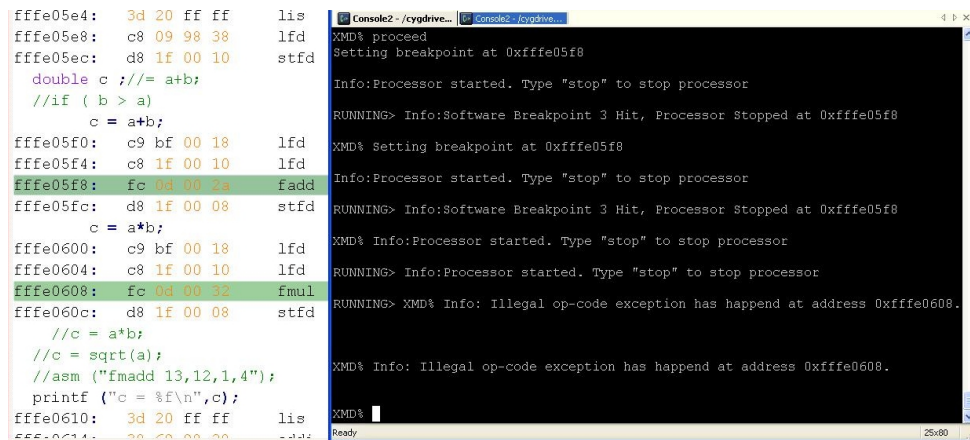 fffe05e4: 3d 20 ff ff lis
fffe05e8: c8 09 98 38 lfd
fffe05ec: d8 1f 00 10 stfd
double c ;//= a+b;
//if ( b > a)
c = a+b;
fffe05f0: c9 bf 00 18 lfd
fffe05f4: c8 1f 00 10 lfd
fffe05f8: fc 0d 00 2a fadd
fffe05fc: d8 1f 00 08 stfd
c = a*b;
fffe0600: c9 bf 00 18 lfd
fffe0604: c8 1f 00 10 lfd
fffe0608: fc 0d 00 32 fmul
fffe060c: d8 1f 00 08 stfd
//c = a*b;
//c = sqrt(a);
//asm ("fmadd 13,12,1,4");
printf ("c = %f\n",c);
fffe0610: 3d 20 ff ff lis
Console2 - /cygdrive...
Console2 - /cygdrive...
XMD% proceed
Setting breakpoint at 0xfffe05f8
Info:Processor started. Type "stop" to stop processor
RUNNING> Info:Software Breakpoint 3 Hit, Processor Stopped at 0xfffe05f8
XMD% Setting breakpoint at 0xfffe05f8
Info:Processor started. Type "stop" to stop processor
RUNNING> Info:Software Breakpoint 3 Hit, Processor Stopped at 0xfffe05f8
XMD% Info:Processor started. Type "stop" to stop processor
RUNNING> Info:Processor started. Type "stop" to stop processor
RUNNING> XMD% Info: Illegal op-code exception has happend at address 0xfffe0608.
XMD% Info: Illegal op-code exception has happend at address 0xfffe0608.
XMD%
Ready
25x80